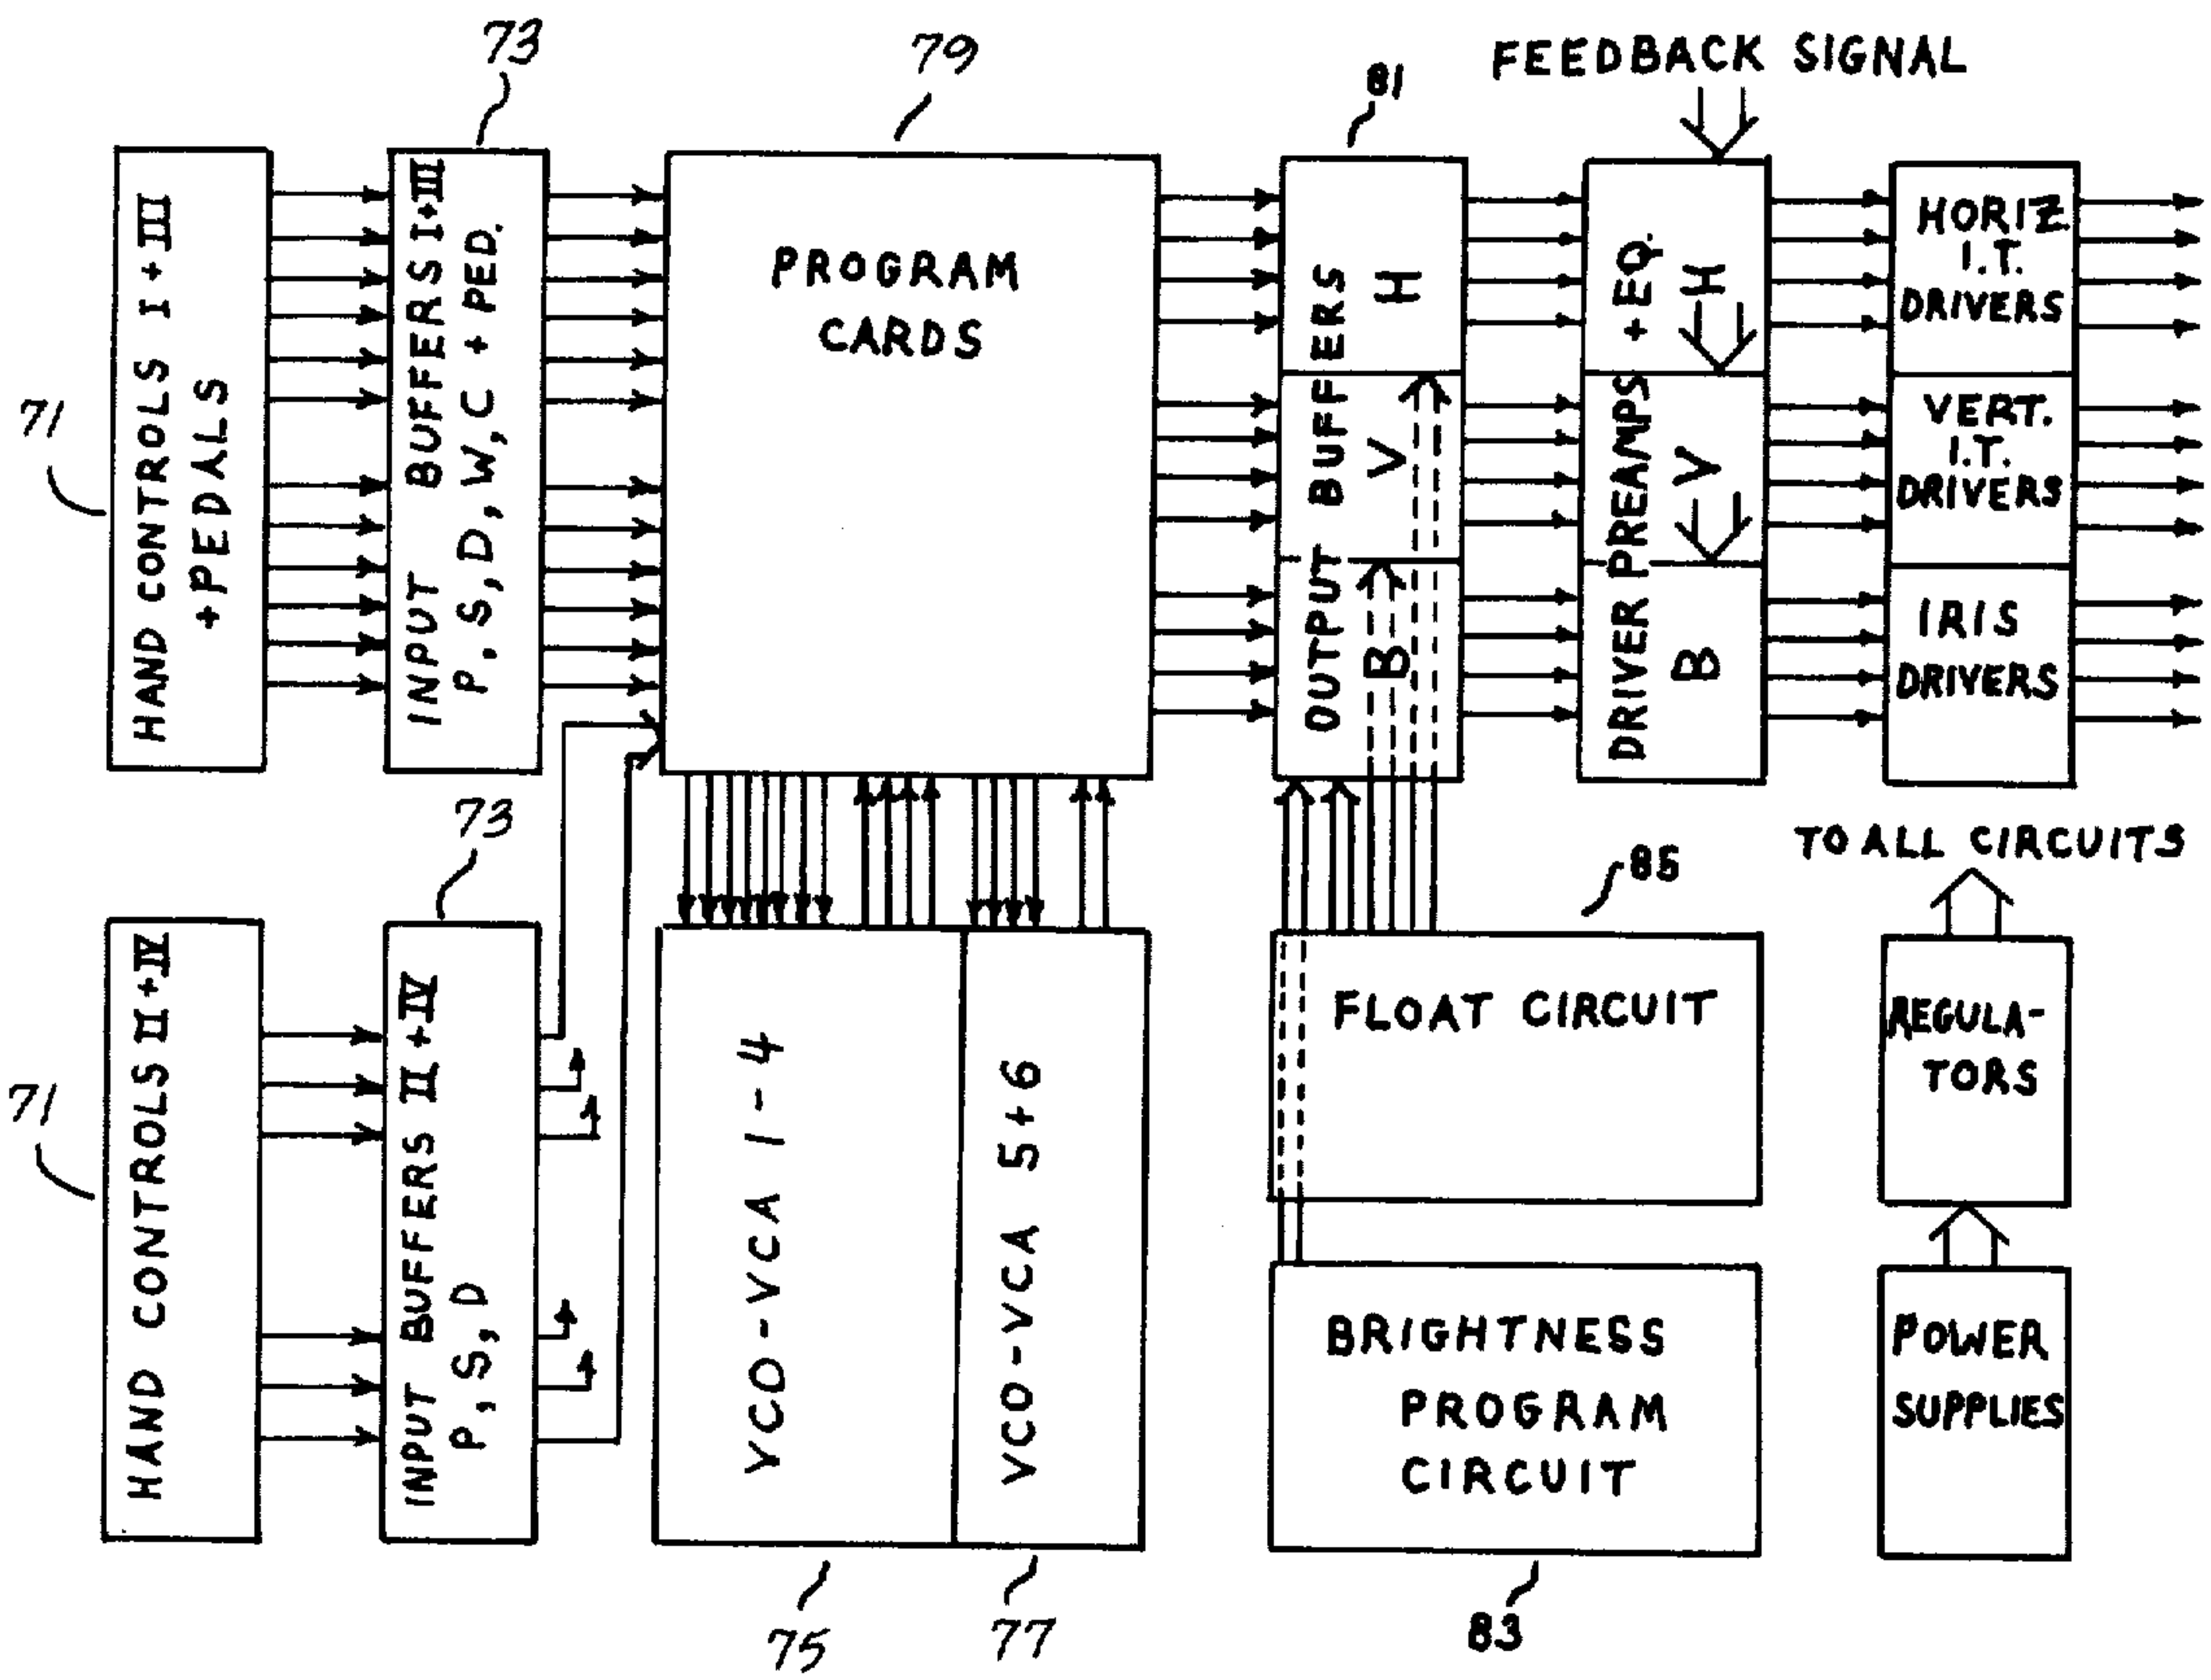 73
79
81
FEEDBACK SIGNAL
71
HAND CONTROLS I+III
+PEDALS
INPUT BUFFERS I+III
P,S,D,W,C + PED.
PROGRAM
CARDS
OUTPUT BUFFERS
H
V
B
DRIVER PREAMPS +EQ.
H
V
B
HORIZ
I.T.
DRIVERS
VERT.
I.T.
DRIVERS
IRIS
DRIVERS
73
85
TO ALL CIRCUITS
71
HAND CONTROLS II+IV
INPUT BUFFERS II+IV
P,S,D
VCO-VCA 1-4
VCO-VCA 5+6
FLOAT CIRCUIT
REGULA-
TORS
BRIGHTNESS
PROGRAM
CIRCUIT
POWER
SUPPLIES
75
77
83